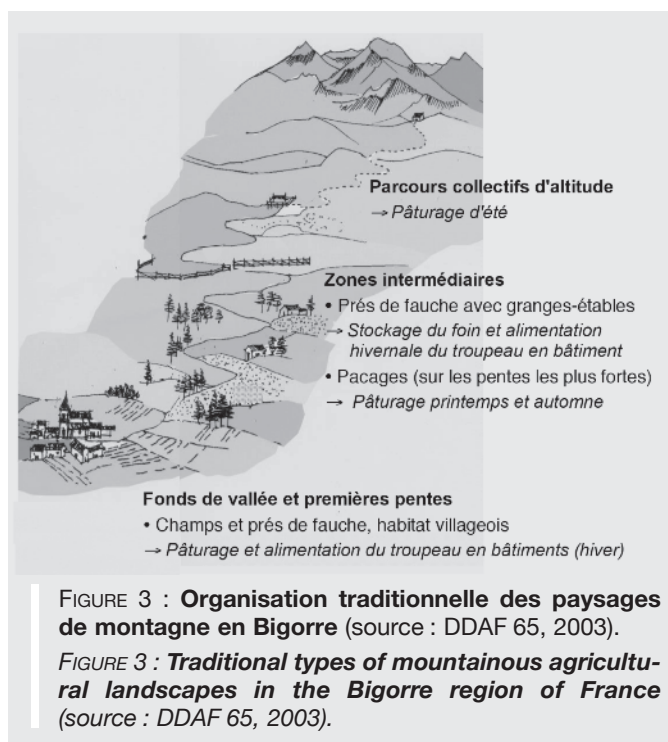 Parcours collectifs d'altitude
→ Pâturage d'été
Zones intermédiaires
• Prés de fauche avec granges-étables
→ Stockage du foin et alimentation
hivernale du troupeau en bâtiment
• Pacages (sur les pentes les plus fortes)
→ Pâturage printemps et automne
Fonds de vallée et premières pentes
• Champs et prés de fauche, habitat villageois
→ Pâturage et alimentation du troupeau en bâtiments (hiver)
FIGURE 3 : Organisation traditionnelle des paysages
de montagne en Bigorre (source : DDAF 65, 2003).
FIGURE 3 : Traditional types of mountainous agricultu-
ral landscapes in the Bigorre region of France
(source : DDAF 65, 2003).